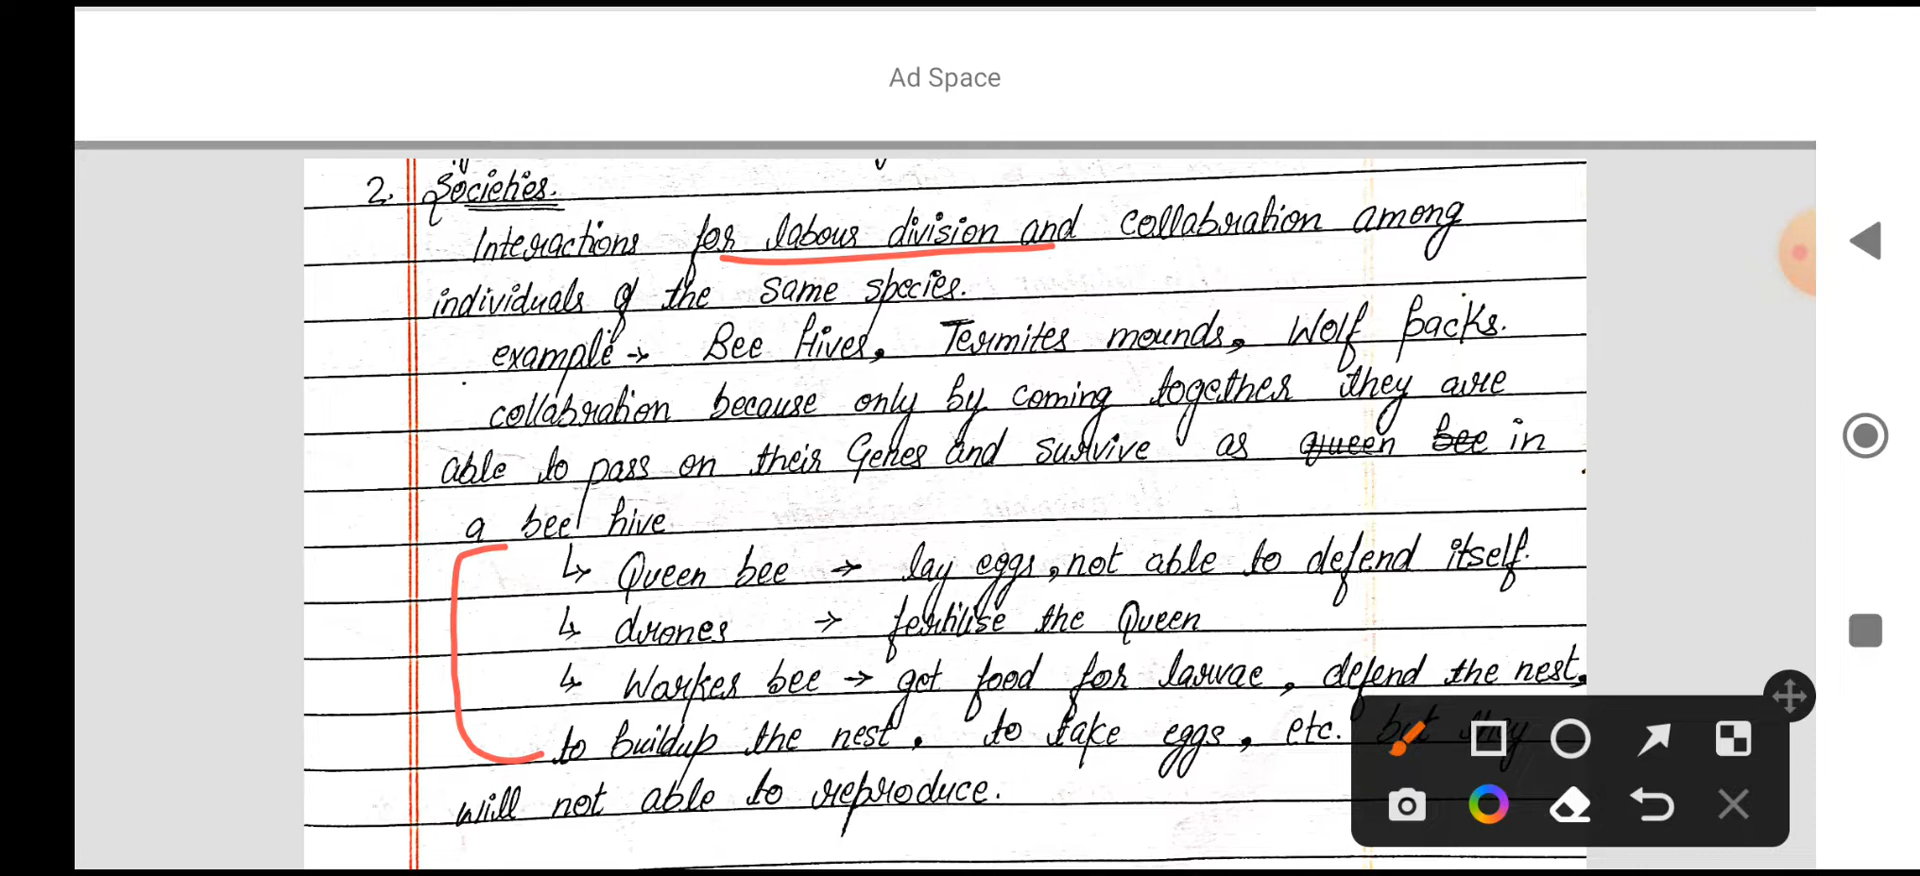 Ad Space
2. Societies.
Interactions for labour division and collabration among
individuals of the same species.
example → Bee Hives, Termites mounds, Wolf packs.
collabration because only by coming together they are
able to pass on their Genes and survive as queen bee in
a bee hive
↳ Queen bee → lay eggs, not able to defend itself.
↳ drones → fertilise the Queen
↳ Warker bee → get food for larvae, defend the nest,
to buildup the nest, to take eggs, etc. but they
will not able to reproduce.